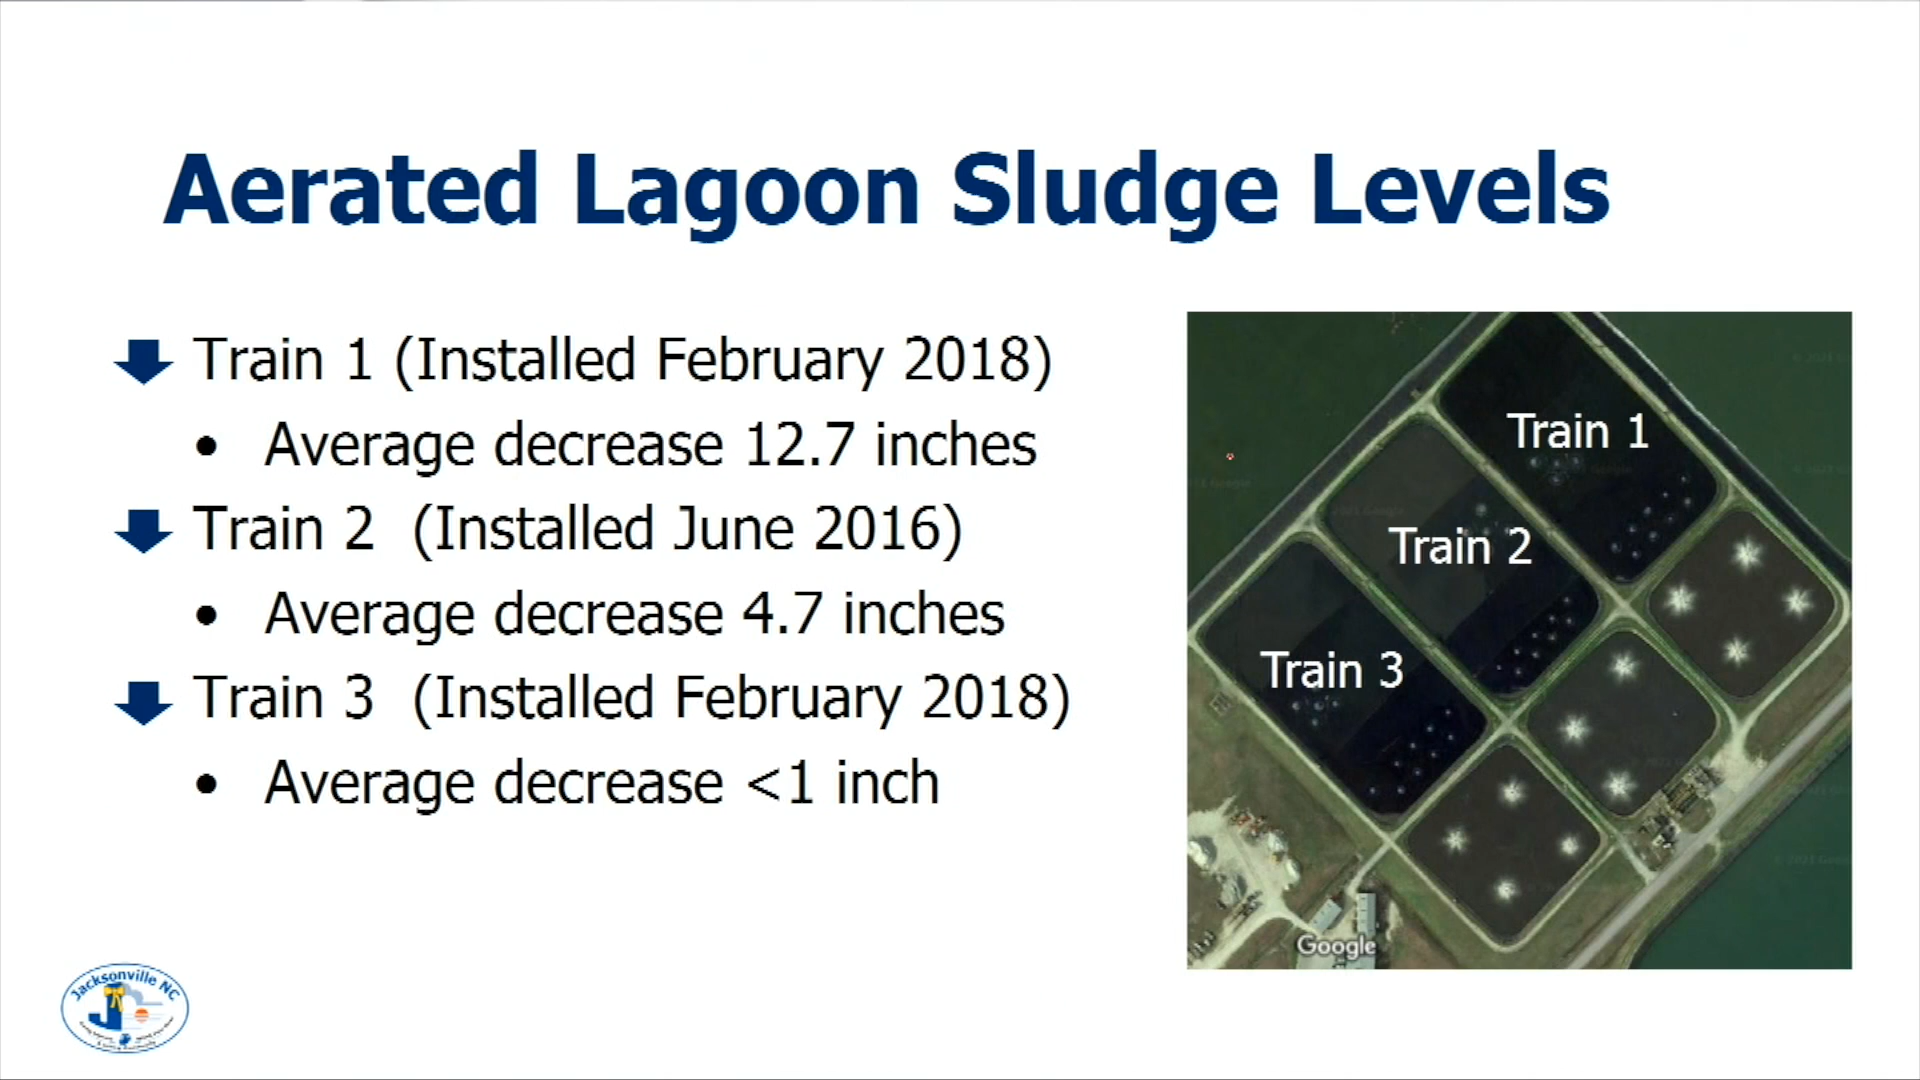 Aerated Lagoon Sludge Levels
Train 1 (Installed February 2018)
• Average decrease 12.7 inches
Train 2 (Installed June 2016)
• Average decrease 4.7 inches
Train 3 (Installed February 2018)
• Average decrease <1 inch
Train 1
Train 2
Train 3
Google
Jacksonville NC